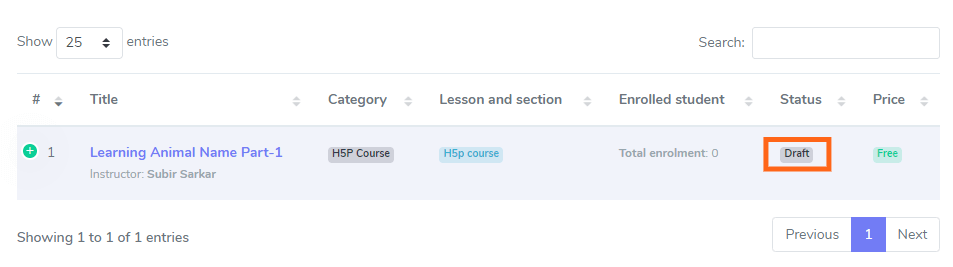 Show 25 entries Search:
# Title Category Lesson and section Enrolled student Status Price
1 Learning Animal Name Part-1 H5P Course H5p course Total enrolment: 0 Draft Free
Instructor: Subir Sarkar
Showing 1 to 1 of 1 entries Previous 1 Next